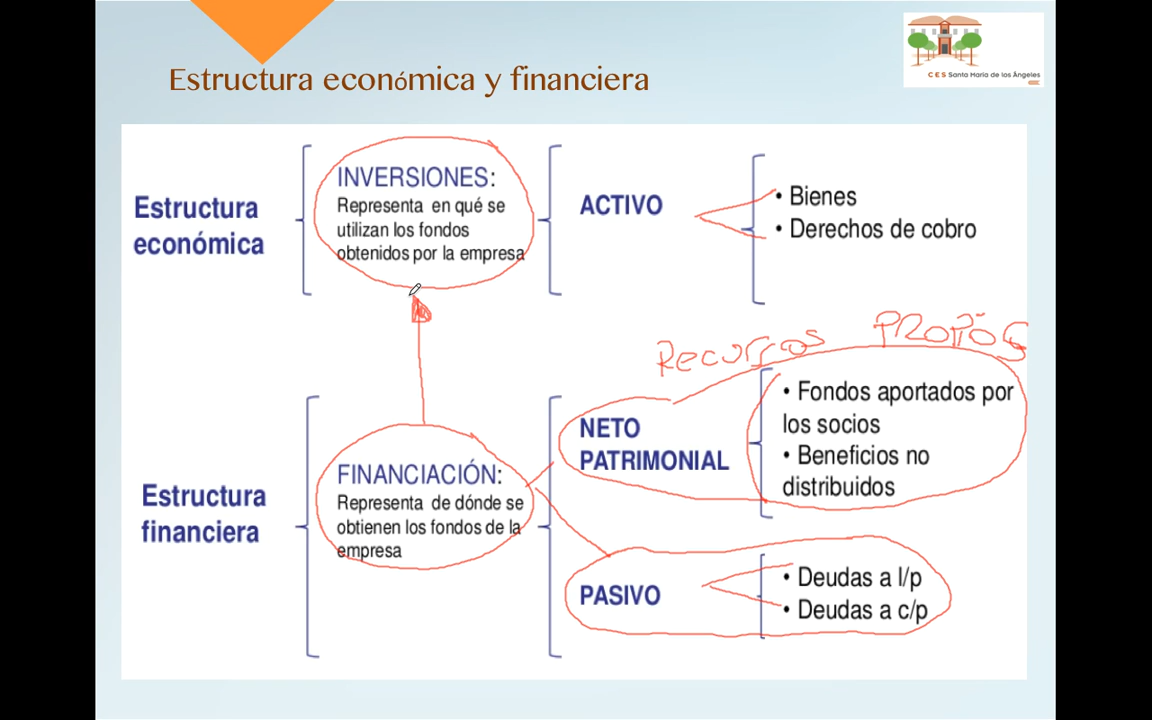 Estructura económica y financiera
C E S Santa María de los Ángeles
Estructura
económica
INVERSIONES:
Representa en qué se
utilizan los fondos
obtenidos por la empresa
ACTIVO
• Bienes
• Derechos de cobro
Recursos PROPIOS
Estructura
financiera
FINANCIACIÓN:
Representa de dónde se
obtienen los fondos de la
empresa
NETO
PATRIMONIAL
• Fondos aportados por
los socios
• Beneficios no
distribuidos
PASIVO
• Deudas a l/p
• Deudas a c/p